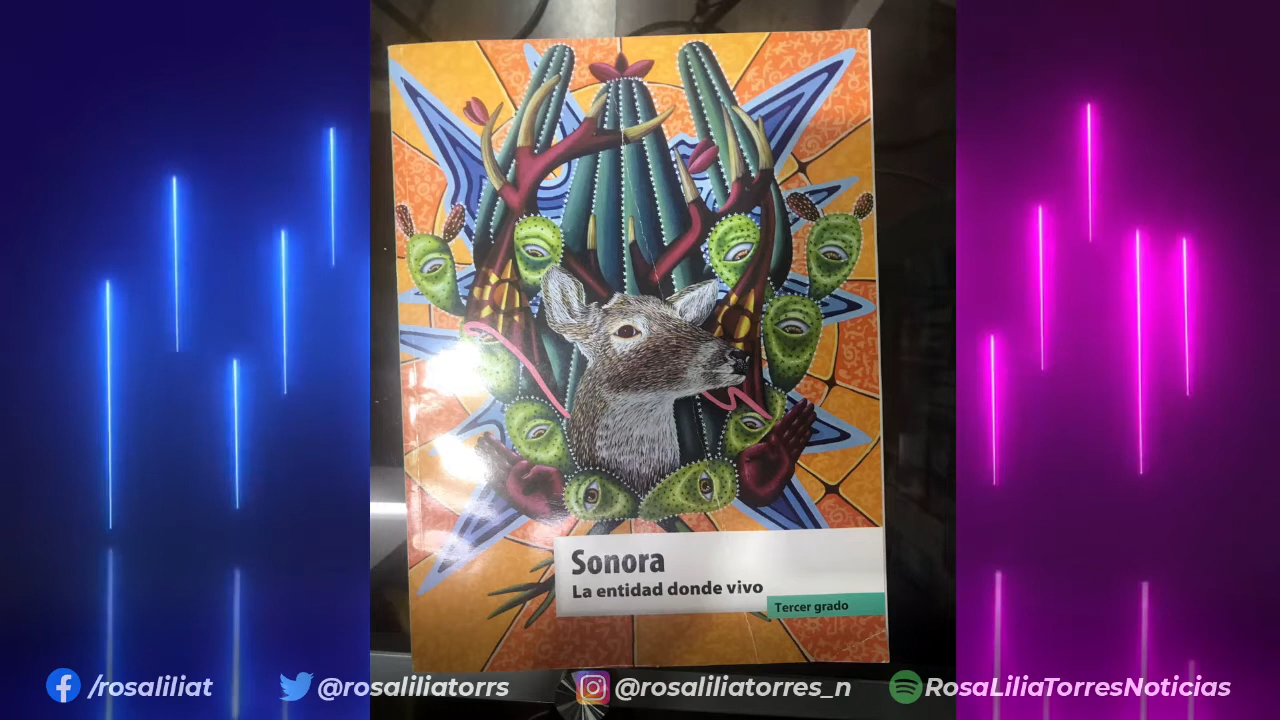 Sonora
La entidad donde vivo
Tercer grado
/rosaliliat
@rosaliliatorrs
@rosaliliatorres_n
RosaLiliaTorresNoticias